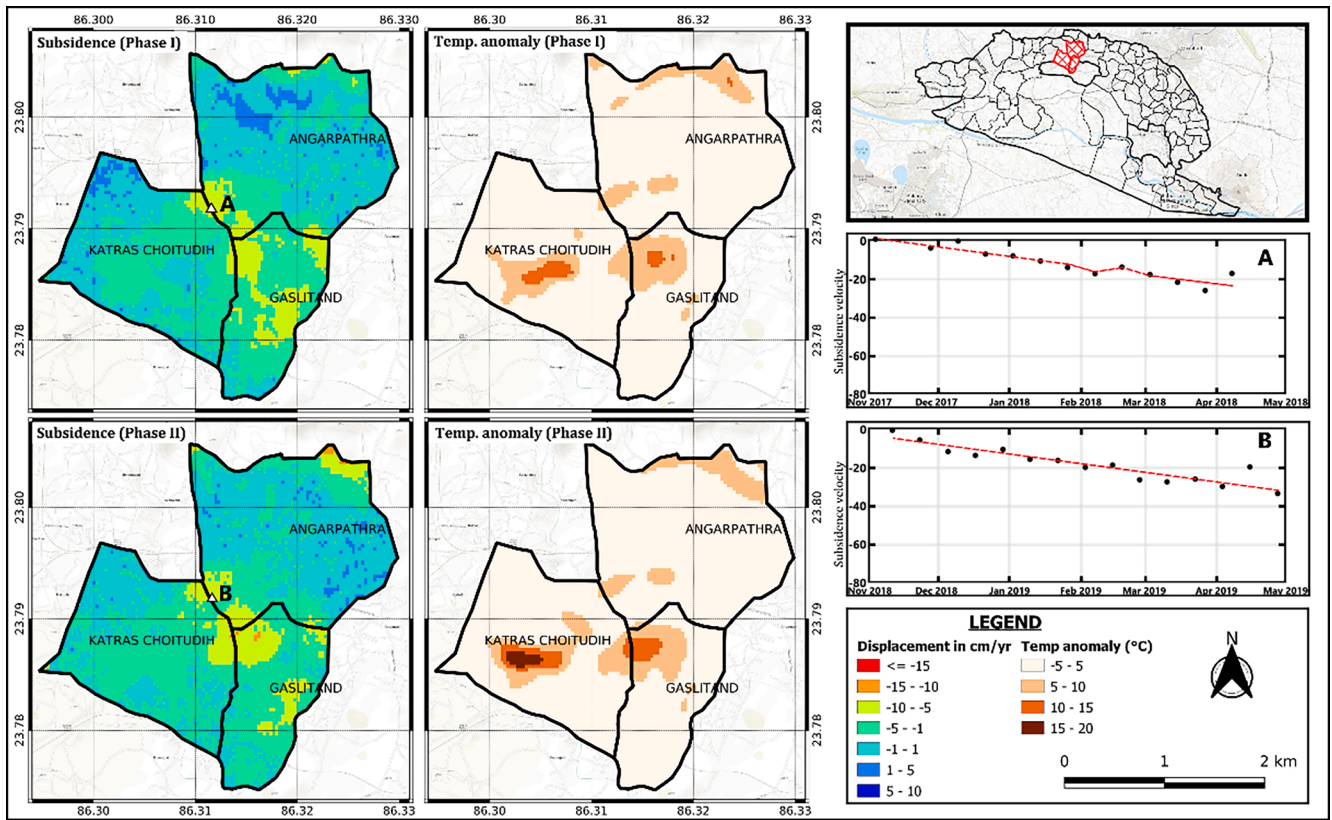 86.300 86.310 86.320 86.330
86.30 86.31 86.32 86.33
Subsidence (Phase I)
Temp. anomaly (Phase I)
23.80
23.79
23.78
ANGARPATHRA
A
KATRAS CHOITUDIH
GASLITAND
ANGARPATHRA
KATRAS CHOITUDIH
GASLITAND
23.80
23.79
23.78
Subsidence (Phase II)
Temp. anomaly (Phase II)
23.80
23.79
23.78
ANGARPATHRA
B
KATRAS CHOITUDIH
GASLITAND
ANGARPATHRA
KATRAS CHOITUDIH
GASLITAND
23.80
23.79
23.78
86.30 86.31 86.32 86.33
86.30 86.31 86.32 86.33
A
Subsidence velocity
0
-20
-40
-60
-80
Nov 2017 Dec 2017 Jan 2018 Feb 2018 Mar 2018 Apr 2018 May 2018
B
Subsidence velocity
0
-20
-40
-60
-80
Nov 2018 Dec 2018 Jan 2019 Feb 2019 Mar 2019 Apr 2019 May 2019
LEGEND
Displacement in cm/yr
<= -15
-15 - -10
-10 - -5
-5 - -1
-1 - 1
1 - 5
5 - 10
Temp anomaly (°C)
-5 - 5
5 - 10
10 - 15
15 - 20
N
0 1 2 km